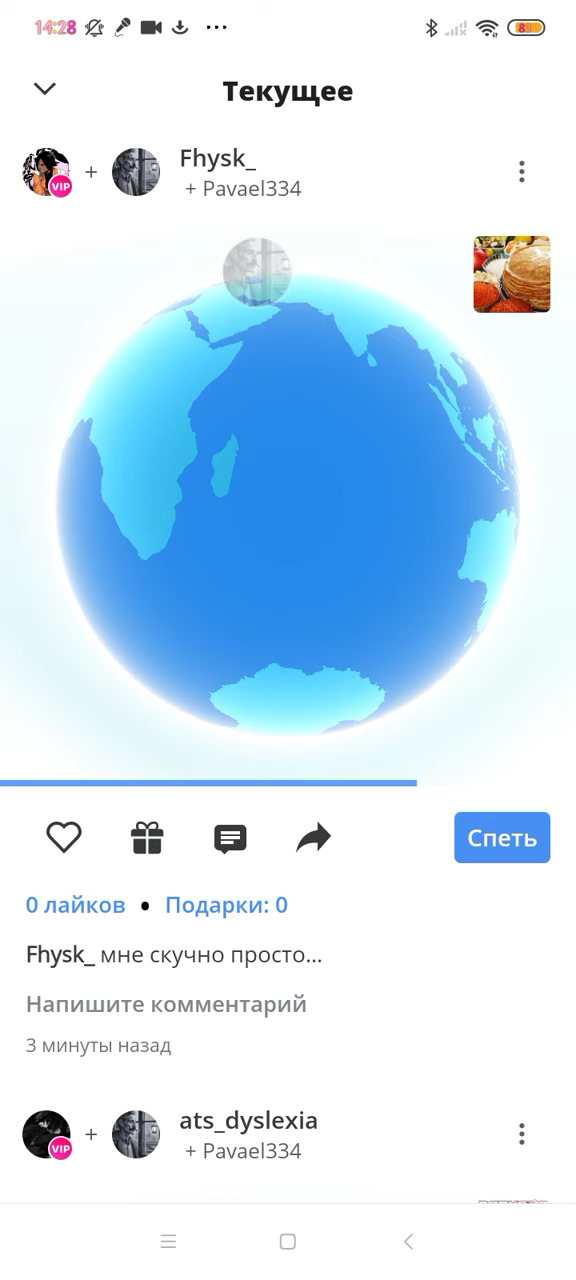 14:28
83
Текущее
Fhysk_
+ Pavael334
VIP
Спеть
0 лайков • Подарки: 0
Fhysk_ мне скучно просто...
Напишите комментарий
3 минуты назад
ats_dyslexia
+ Pavael334
VIP